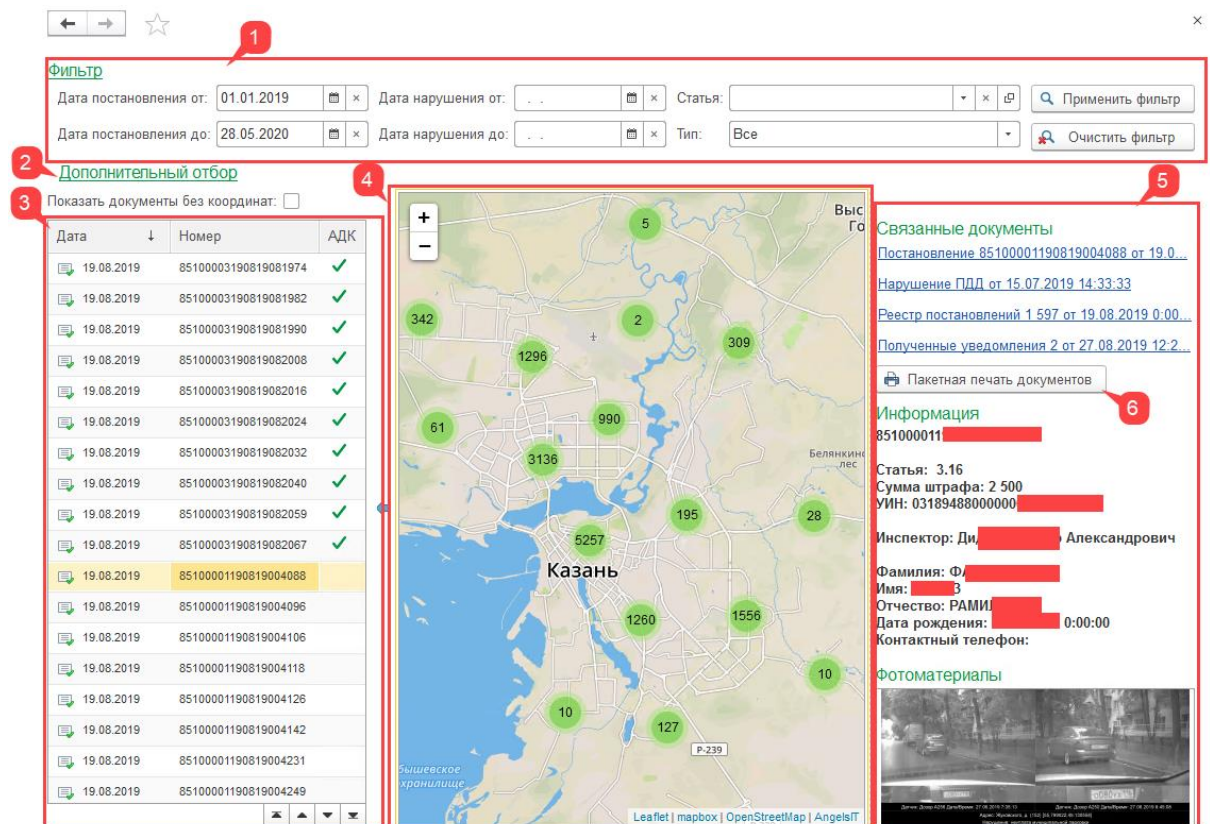 1
Фильтр
Дата постановления от: 01.01.2019 Дата нарушения от: . . Статья: Применить фильтр
Дата постановления до: 28.05.2020 Дата нарушения до: . . Тип: Все Очистить фильтр
2
Дополнительный отбор
Показать документы без координат:
3
Дата ↓ Номер АДК
19.08.2019 85100003190819081974 ✓
19.08.2019 85100003190819081982 ✓
19.08.2019 85100003190819081990 ✓
19.08.2019 85100003190819082008 ✓
19.08.2019 85100003190819082016 ✓
19.08.2019 85100003190819082024 ✓
19.08.2019 85100003190819082032 ✓
19.08.2019 85100003190819082040 ✓
19.08.2019 85100003190819082059 ✓
19.08.2019 85100003190819082067 ✓
19.08.2019 85100001190819004088
19.08.2019 85100001190819004096
19.08.2019 85100001190819004106
19.08.2019 85100001190819004118
19.08.2019 85100001190819004126
19.08.2019 85100001190819004142
19.08.2019 85100001190819004231
19.08.2019 85100001190819004249
4
+
−
Выс
Го
5
342
2
309
1296
61
990
3136
Белянкинс
лес
195
28
5257
Казань
1260
1556
10
10
127
Р-239
бышевское
хранилище
Leaflet | mapbox | OpenStreetMap | AngelsIT
5
Связанные документы
Постановление 85100001190819004088 от 19.0...
Нарушение ПДД от 15.07.2019 14:33:33
Реестр постановлений 1 597 от 19.08.2019 0:00...
Полученные уведомления 2 от 27.08.2019 12:2...
Пакетная печать документов
6
Информация
851000011
Статья: 3.16
Сумма штрафа: 2 500
УИН: 03189488000000
Инспектор: Ди Александрович
Фамилия: ФА
Имя: З
Отчество: РАМИЛ
Дата рождения: 0:00:00
Контактный телефон:
Фотоматериалы